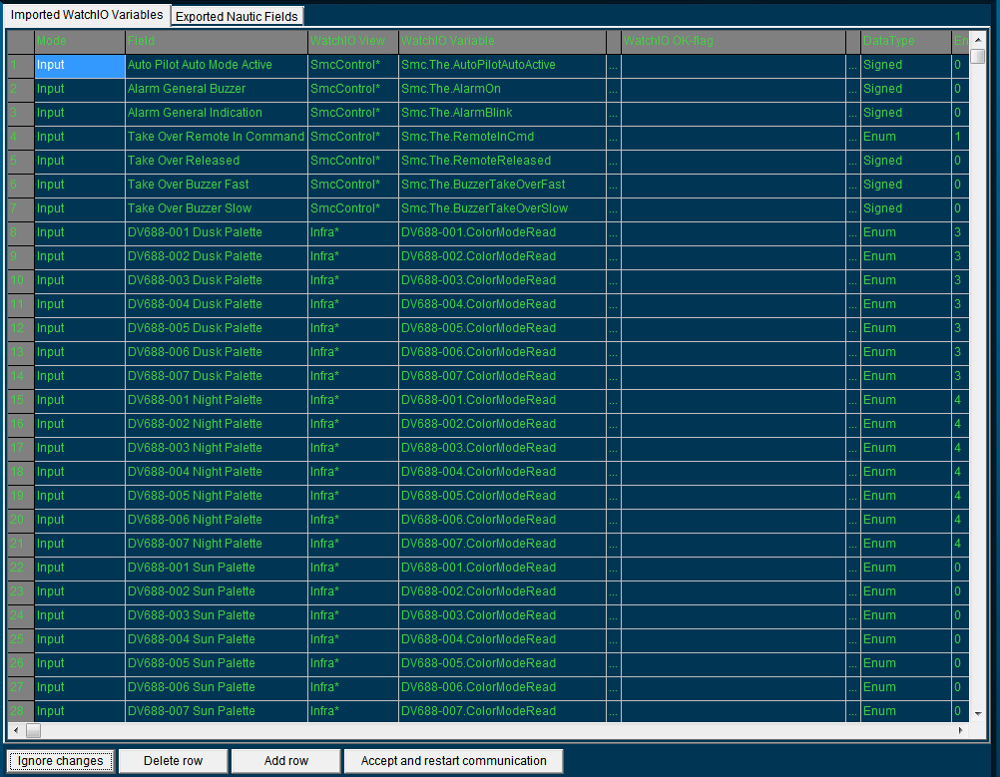 Imported WatchIO Variables Exported Nautic Fields
Mode Field WatchIO View WatchIO Variable WatchIO OK-flag DataType En
1 Input Auto Pilot Auto Mode Active SmcControl* Smc.The.AutoPilotAutoActive ... ... Signed 0
2 Input Alarm General Buzzer SmcControl* Smc.The.AlarmOn ... ... Signed 0
3 Input Alarm General Indication SmcControl* Smc.The.AlarmBlink ... ... Signed 0
4 Input Take Over Remote In Command SmcControl* Smc.The.RemoteInCmd ... ... Enum 1
5 Input Take Over Released SmcControl* Smc.The.RemoteReleased ... ... Signed 0
6 Input Take Over Buzzer Fast SmcControl* Smc.The.BuzzerTakeOverFast ... ... Signed 0
7 Input Take Over Buzzer Slow SmcControl* Smc.The.BuzzerTakeOverSlow ... ... Signed 0
8 Input DV688-001 Dusk Palette Infra* DV688-001.ColorModeRead ... ... Enum 3
9 Input DV688-002 Dusk Palette Infra* DV688-002.ColorModeRead ... ... Enum 3
10 Input DV688-003 Dusk Palette Infra* DV688-003.ColorModeRead ... ... Enum 3
11 Input DV688-004 Dusk Palette Infra* DV688-004.ColorModeRead ... ... Enum 3
12 Input DV688-005 Dusk Palette Infra* DV688-005.ColorModeRead ... ... Enum 3
13 Input DV688-006 Dusk Palette Infra* DV688-006.ColorModeRead ... ... Enum 3
14 Input DV688-007 Dusk Palette Infra* DV688-007.ColorModeRead ... ... Enum 3
15 Input DV688-001 Night Palette Infra* DV688-001.ColorModeRead ... ... Enum 4
16 Input DV688-002 Night Palette Infra* DV688-002.ColorModeRead ... ... Enum 4
17 Input DV688-003 Night Palette Infra* DV688-003.ColorModeRead ... ... Enum 4
18 Input DV688-004 Night Palette Infra* DV688-004.ColorModeRead ... ... Enum 4
19 Input DV688-005 Night Palette Infra* DV688-005.ColorModeRead ... ... Enum 4
20 Input DV688-006 Night Palette Infra* DV688-006.ColorModeRead ... ... Enum 4
21 Input DV688-007 Night Palette Infra* DV688-007.ColorModeRead ... ... Enum 4
22 Input DV688-001 Sun Palette Infra* DV688-001.ColorModeRead ... ... Enum 0
23 Input DV688-002 Sun Palette Infra* DV688-002.ColorModeRead ... ... Enum 0
24 Input DV688-003 Sun Palette Infra* DV688-003.ColorModeRead ... ... Enum 0
25 Input DV688-004 Sun Palette Infra* DV688-004.ColorModeRead ... ... Enum 0
26 Input DV688-005 Sun Palette Infra* DV688-005.ColorModeRead ... ... Enum 0
27 Input DV688-006 Sun Palette Infra* DV688-006.ColorModeRead ... ... Enum 0
28 Input DV688-007 Sun Palette Infra* DV688-007.ColorModeRead ... ... Enum 0
Ignore changes Delete row Add row Accept and restart communication